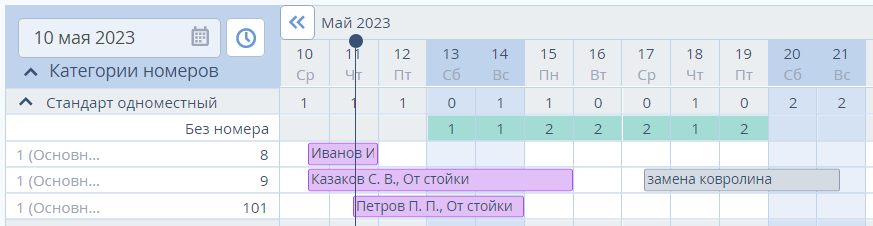 10 мая 2023
Май 2023
10 11 12 13 14 15 16 17 18 19 20 21
Категории номеров
Ср Чт Пт Сб Вс Пн Вт Ср Чт Пт Сб Вс
Стандарт одноместный 1 1 1 0 1 1 0 0 1 0 2 2
Без номера 1 1 2 2 2 1 2
1 (Основн... 8 Иванов И
1 (Основн... 9 Казаков С. В., От стойки замена ковролина
1 (Основн... 101 Петров П. П., От стойки